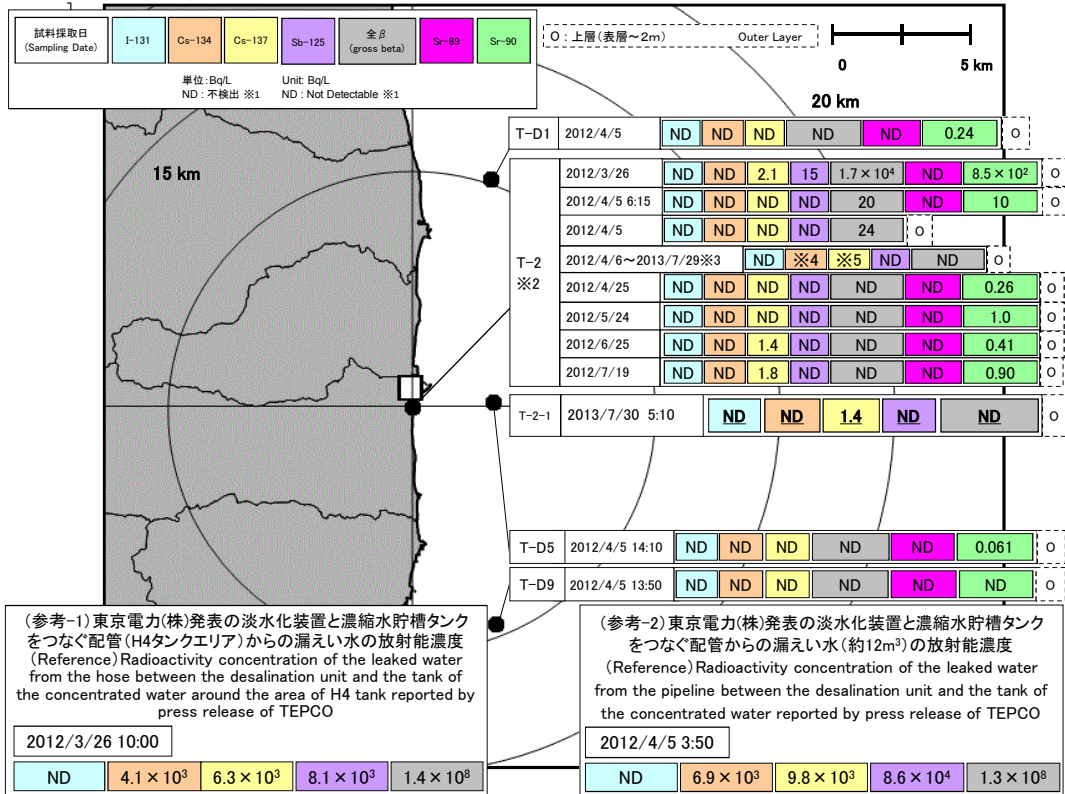 試料採取日
(Sampling Date)
I-131
Cs-134
Cs-137
Sb-125
全β
(gross beta)
Sr-89
Sr-90
単位:Bq/L Unit: Bq/L
ND : 不検出 ※1 ND : Not Detectable ※1
O : 上層(表層～2m) Outer Layer
0 5 km
20 km
15 km
T-D1 2012/4/5 ND ND ND ND ND 0.24 O
T-2
※2
2012/3/26 ND ND 2.1 15 1.7×10⁴ ND 8.5×10² O
2012/4/5 6:15 ND ND ND ND 20 ND 10 O
2012/4/5 ND ND ND ND 24 O
2012/4/6～2013/7/29※3 ND ※4 ※5 ND ND O
2012/4/25 ND ND ND ND ND ND 0.26 O
2012/5/24 ND ND ND ND ND ND 1.0 O
2012/6/25 ND ND 1.4 ND ND ND 0.41 O
2012/7/19 ND ND 1.8 ND ND ND 0.90 O
T-2-1 2013/7/30 5:10 ND ND 1.4 ND ND O
T-D5 2012/4/5 14:10 ND ND ND ND ND 0.061 O
T-D9 2012/4/5 13:50 ND ND ND ND ND ND O
(参考-1)東京電力(株)発表の淡水化装置と濃縮水貯槽タンク
をつなぐ配管(H4タンクエリア)からの漏えい水の放射能濃度
(Reference)Radioactivity concentration of the leaked water
from the hose between the desalination unit and the tank of
the concentrated water around the area of H4 tank reported by
press release of TEPCO
2012/3/26 10:00
ND 4.1×10³ 6.3×10³ 8.1×10³ 1.4×10⁸
(参考-2)東京電力(株)発表の淡水化装置と濃縮水貯槽タンク
をつなぐ配管からの漏えい水(約12m³)の放射能濃度
(Reference)Radioactivity concentration of the leaked water
from the pipeline between the desalination unit and the tank of
the concentrated water reported by press release of TEPCO
2012/4/5 3:50
ND 6.9×10³ 9.8×10³ 8.6×10⁴ 1.3×10⁸